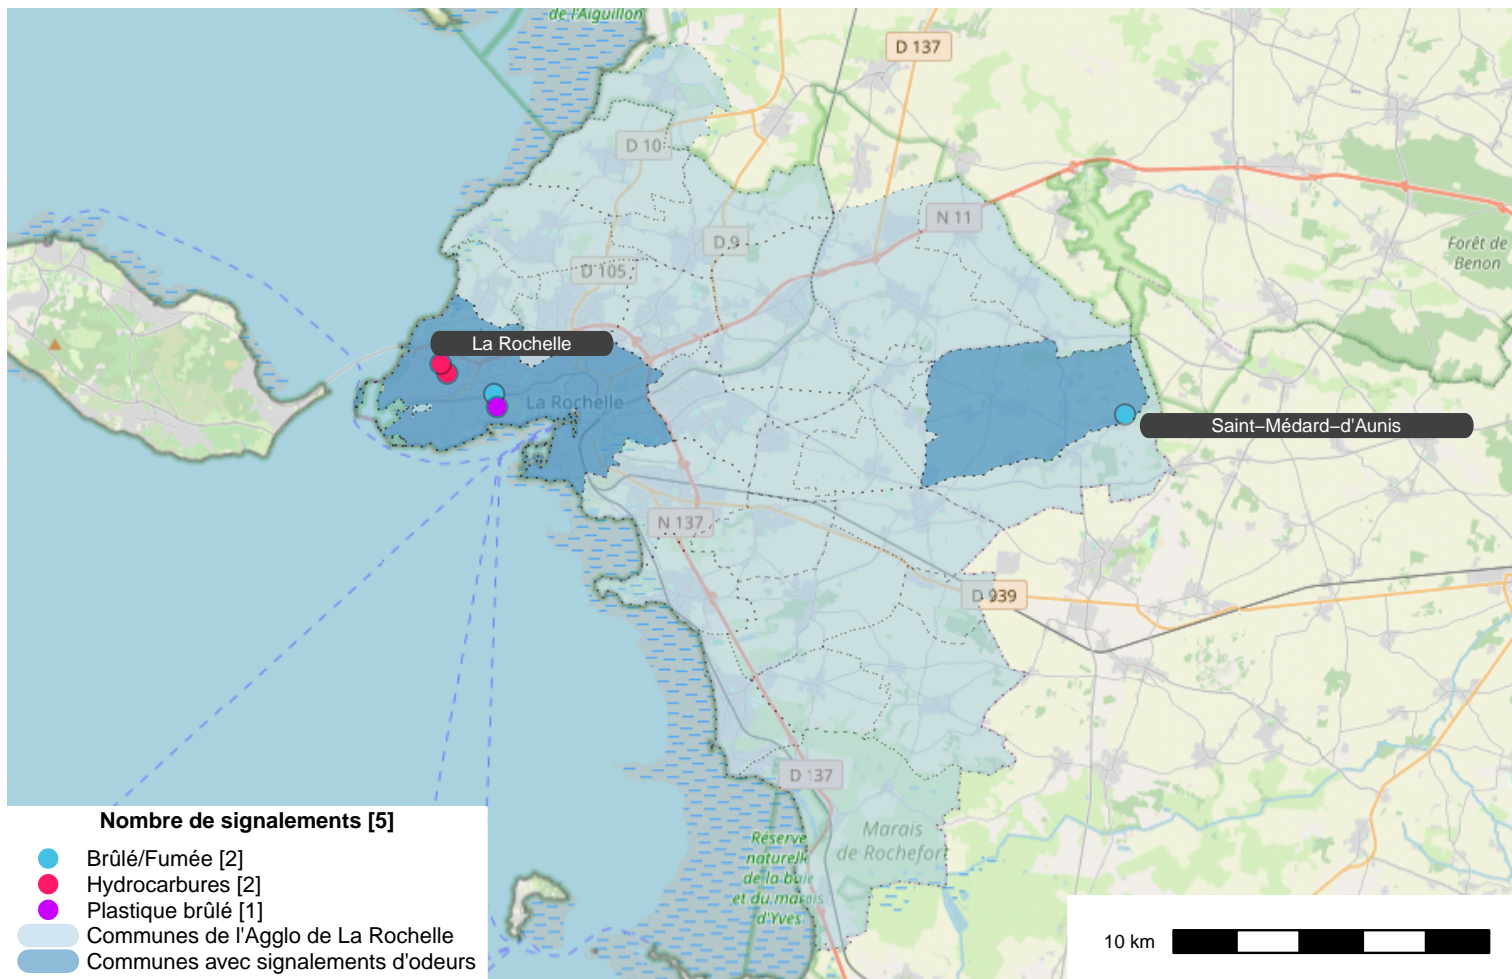 de l'Aiguillon
D 137
D 10
N 11
D 9
D 105
Forêt de
Benon
La Rochelle
La Rochelle
Saint–Médard–d'Aunis
N 137
D 939
D 137
Marais
de Rochefort
Réserve
naturelle
de la baie
et du marais
d'Yves
Nombre de signalements [5]
Brûlé/Fumée [2]
Hydrocarbures [2]
Plastique brûlé [1]
Communes de l'Agglo de La Rochelle
Communes avec signalements d'odeurs
10 km